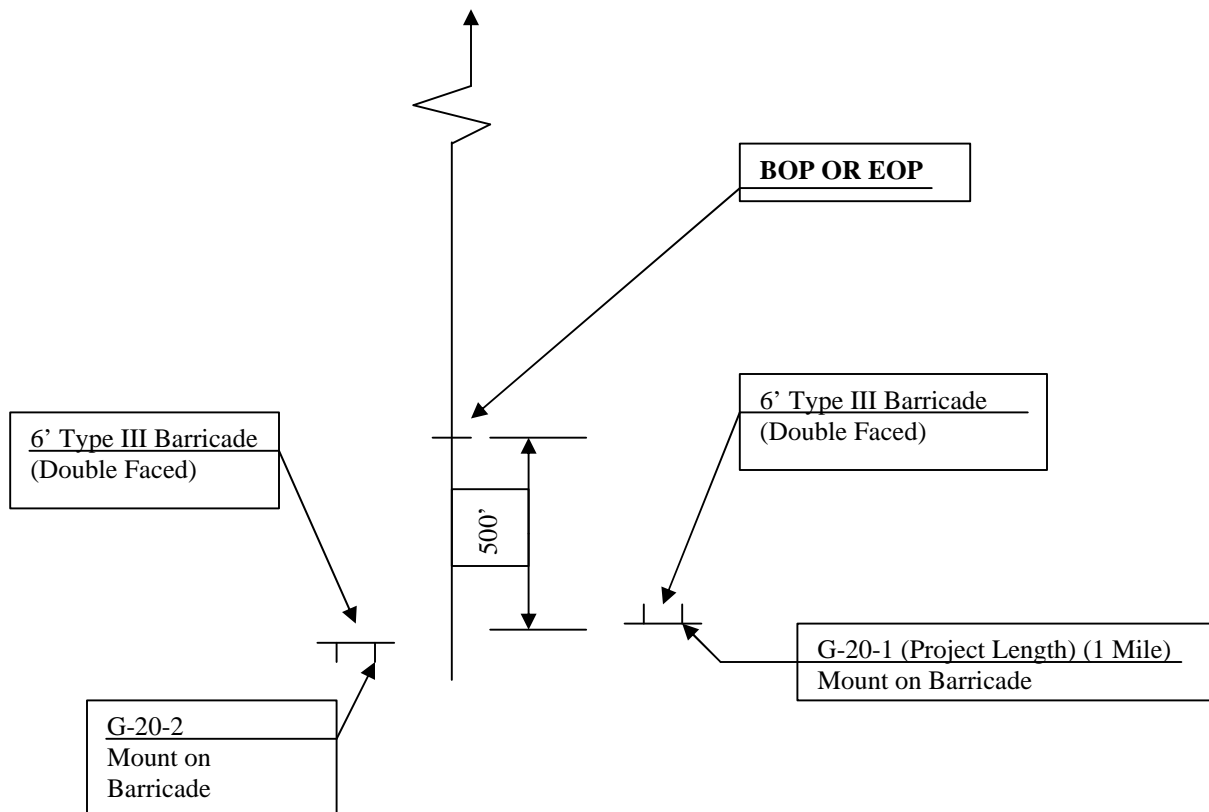 BOP OR EOP
6’ Type III Barricade
(Double Faced)
6’ Type III Barricade
(Double Faced)
500’
G-20-1 (Project Length) (1 Mile)
Mount on Barricade
G-20-2
Mount on
Barricade